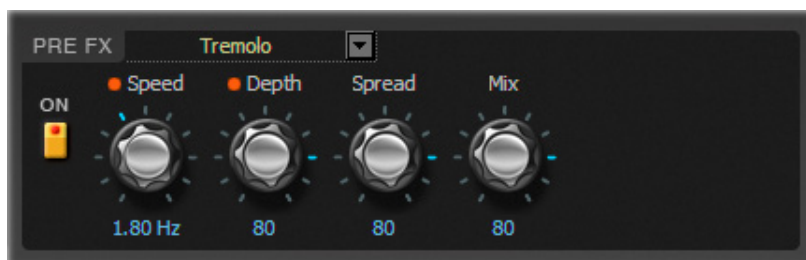 PRE FX Tremolo
Speed Depth Spread Mix
ON
1.80 Hz 80 80 80